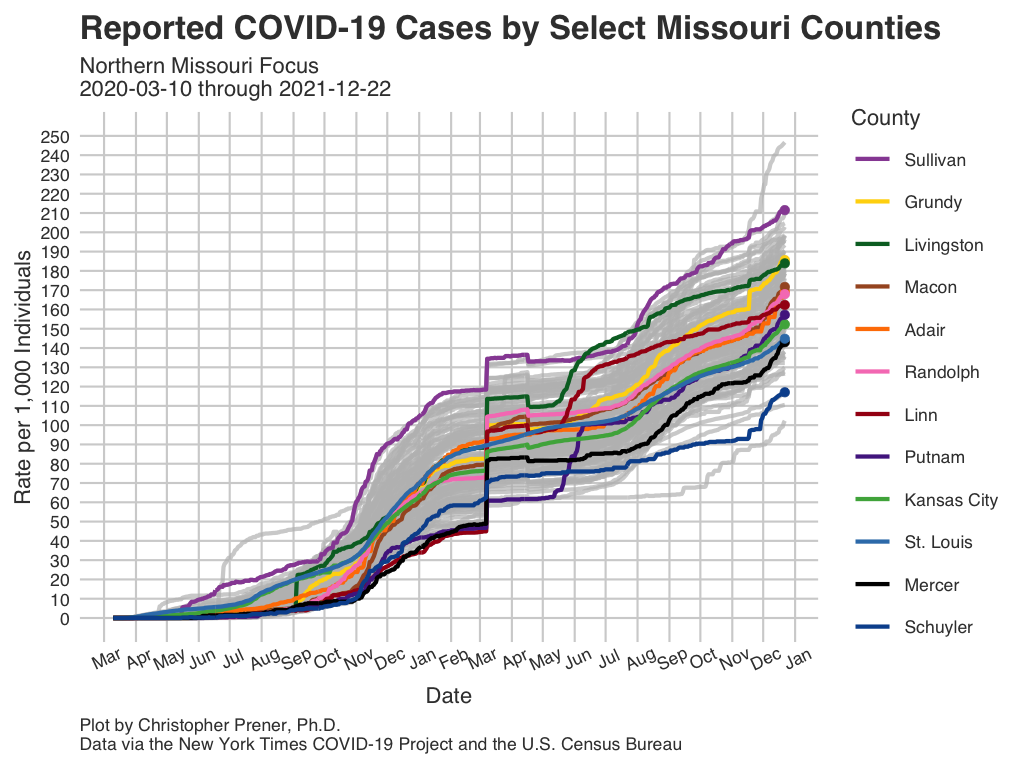 Reported COVID-19 Cases by Select Missouri Counties
Northern Missouri Focus
2020-03-10 through 2021-12-22
County
Sullivan
Grundy
Livingston
Macon
Adair
Randolph
Linn
Putnam
Kansas City
St. Louis
Mercer
Schuyler
Rate per 1,000 Individuals
250
240
230
220
210
200
190
180
170
160
150
140
130
120
110
100
90
80
70
60
50
40
30
20
10
0
Mar Apr May Jun Jul Aug Sep Oct Nov Dec Jan Feb Mar Apr May Jun Jul Aug Sep Oct Nov Dec Jan
Date
Plot by Christopher Prener, Ph.D.
Data via the New York Times COVID-19 Project and the U.S. Census Bureau